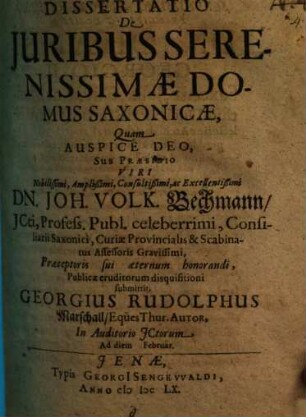 DISSERTATIO
De
JURIBUS SERE-
NISSIMÆ DO-
MUS SAXONICÆ,
Quam
AUSPICE DEO,
SUB PRÆSIDIO
VIRI
Nobilissimi, Amplissimi, Consultissimi, ac Excellentissimi
DN. JOH. VOLK. Bechmann/
JCti, Profess. Publ. celeberrimi, Consi-
liarii Saxonici, Curiæ Provincialis & Scabina-
tus Assessoris Gravissimi,
Præceptoris sui æternum honorandi,
Publicæ eruditorum disquisitioni
submittit,
GEORGIUS RUDOLPHUS
Marschall/Eqües Thur. AUTOR,
In Auditorio JCtorum
Ad diem Februar.
JENÆ,
Typis GEORGI SENGEVVALDI,
ANNO cIɔ Iɔc LX.